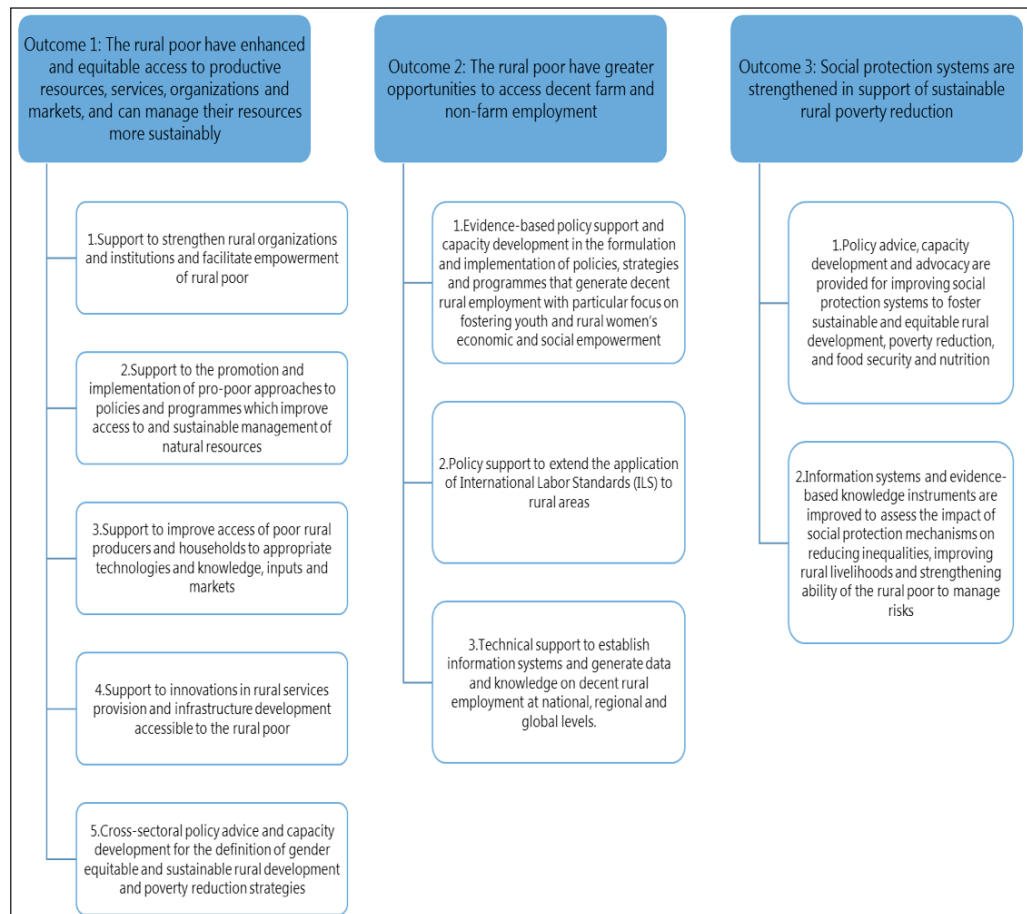 Outcome 1: The rural poor have enhanced
and equitable access to productive
resources, services, organizations and
markets, and can manage their resources
more sustainably
1.Support to strengthen rural organizations
and institutions and facilitate empowerment
of rural poor
2.Support to the promotion and
implementation of pro-poor approaches to
policies and programmes which improve
access to and sustainable management of
natural resources
3.Support to improve access of poor rural
producers and households to appropriate
technologies and knowledge, inputs and
markets
4.Support to innovations in rural services
provision and infrastructure development
accessible to the rural poor
5.Cross-sectoral policy advice and capacity
development for the definition of gender
equitable and sustainable rural development
and poverty reduction strategies
Outcome 2: The rural poor have greater
opportunities to access decent farm and
non-farm employment
1.Evidence-based policy support and
capacity development in the formulation
and implementation of policies, strategies
and programmes that generate decent
rural employment with particular focus on
fostering youth and rural women's
economic and social empowerment
2.Policy support to extend the application
of International Labor Standards (ILS) to
rural areas
3.Technical support to establish
information systems and generate data
and knowledge on decent rural
employment at national, regional and
global levels.
Outcome 3: Social protection systems are
strengthened in support of sustainable
rural poverty reduction
1.Policy advice, capacity
development and advocacy are
provided for improving social
protection systems to foster
sustainable and equitable rural
development, poverty reduction,
and food security and nutrition
2.Information systems and evidence-
based knowledge instruments are
improved to assess the impact of
social protection mechanisms on
reducing inequalities, improving
rural livelihoods and strengthening
ability of the rural poor to manage
risks